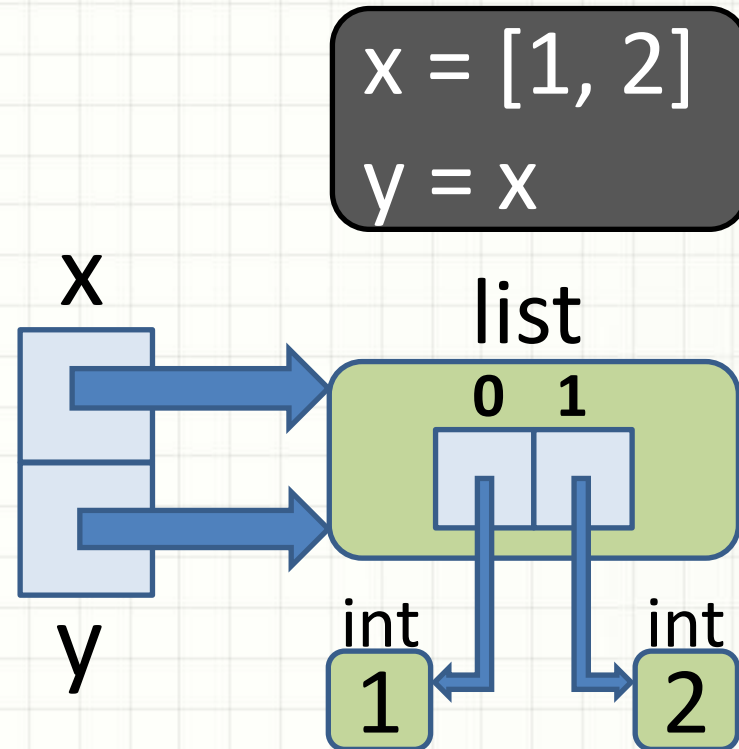 x = [1, 2]
y = x
x
list
0 1
y
int int
1 2